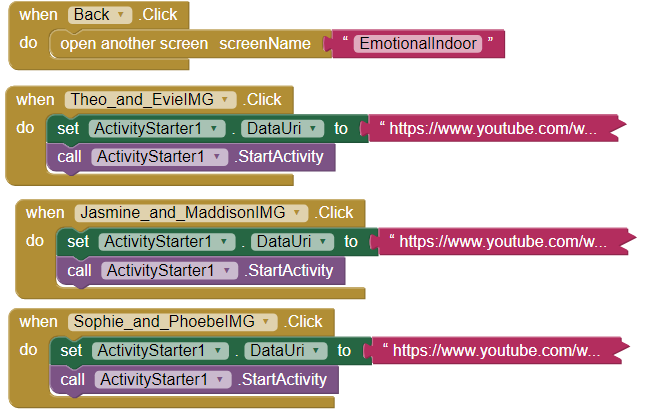 when Back .Click
do open another screen screenName “ EmotionalIndoor ”
when Theo_and_EvieIMG .Click
do set ActivityStarter1 . DataUri to “ https://www.youtube.com/w...
call ActivityStarter1 .StartActivity
when Jasmine_and_MaddisonIMG .Click
do set ActivityStarter1 . DataUri to “ https://www.youtube.com/w...
call ActivityStarter1 .StartActivity
when Sophie_and_PhoebeIMG .Click
do set ActivityStarter1 . DataUri to “ https://www.youtube.com/w...
call ActivityStarter1 .StartActivity